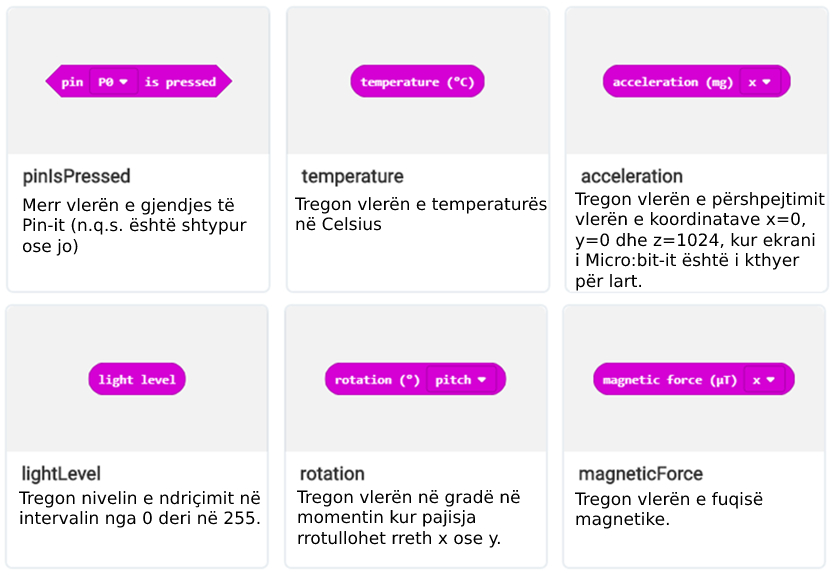 pin P0 is pressed
pinIsPressed
Merr vlerën e gjendjes të
Pin-it (n.q.s. është shtypur
ose jo)
temperature (°C)
temperature
Tregon vlerën e temperaturës
në Celsius
acceleration (mg) x
acceleration
Tregon vlerën e përshpejtimit
vlerën e koordinatave x=0,
y=0 dhe z=1024, kur ekrani
i Micro:bit-it është i kthyer
për lart.
light level
lightLevel
Tregon nivelin e ndriçimit në
intervalin nga 0 deri në 255.
rotation (°) pitch
rotation
Tregon vlerën në gradë në
momentin kur pajisja
rrotullohet rreth x ose y.
magnetic force (µT) x
magneticForce
Tregon vlerën e fuqisë
magnetike.